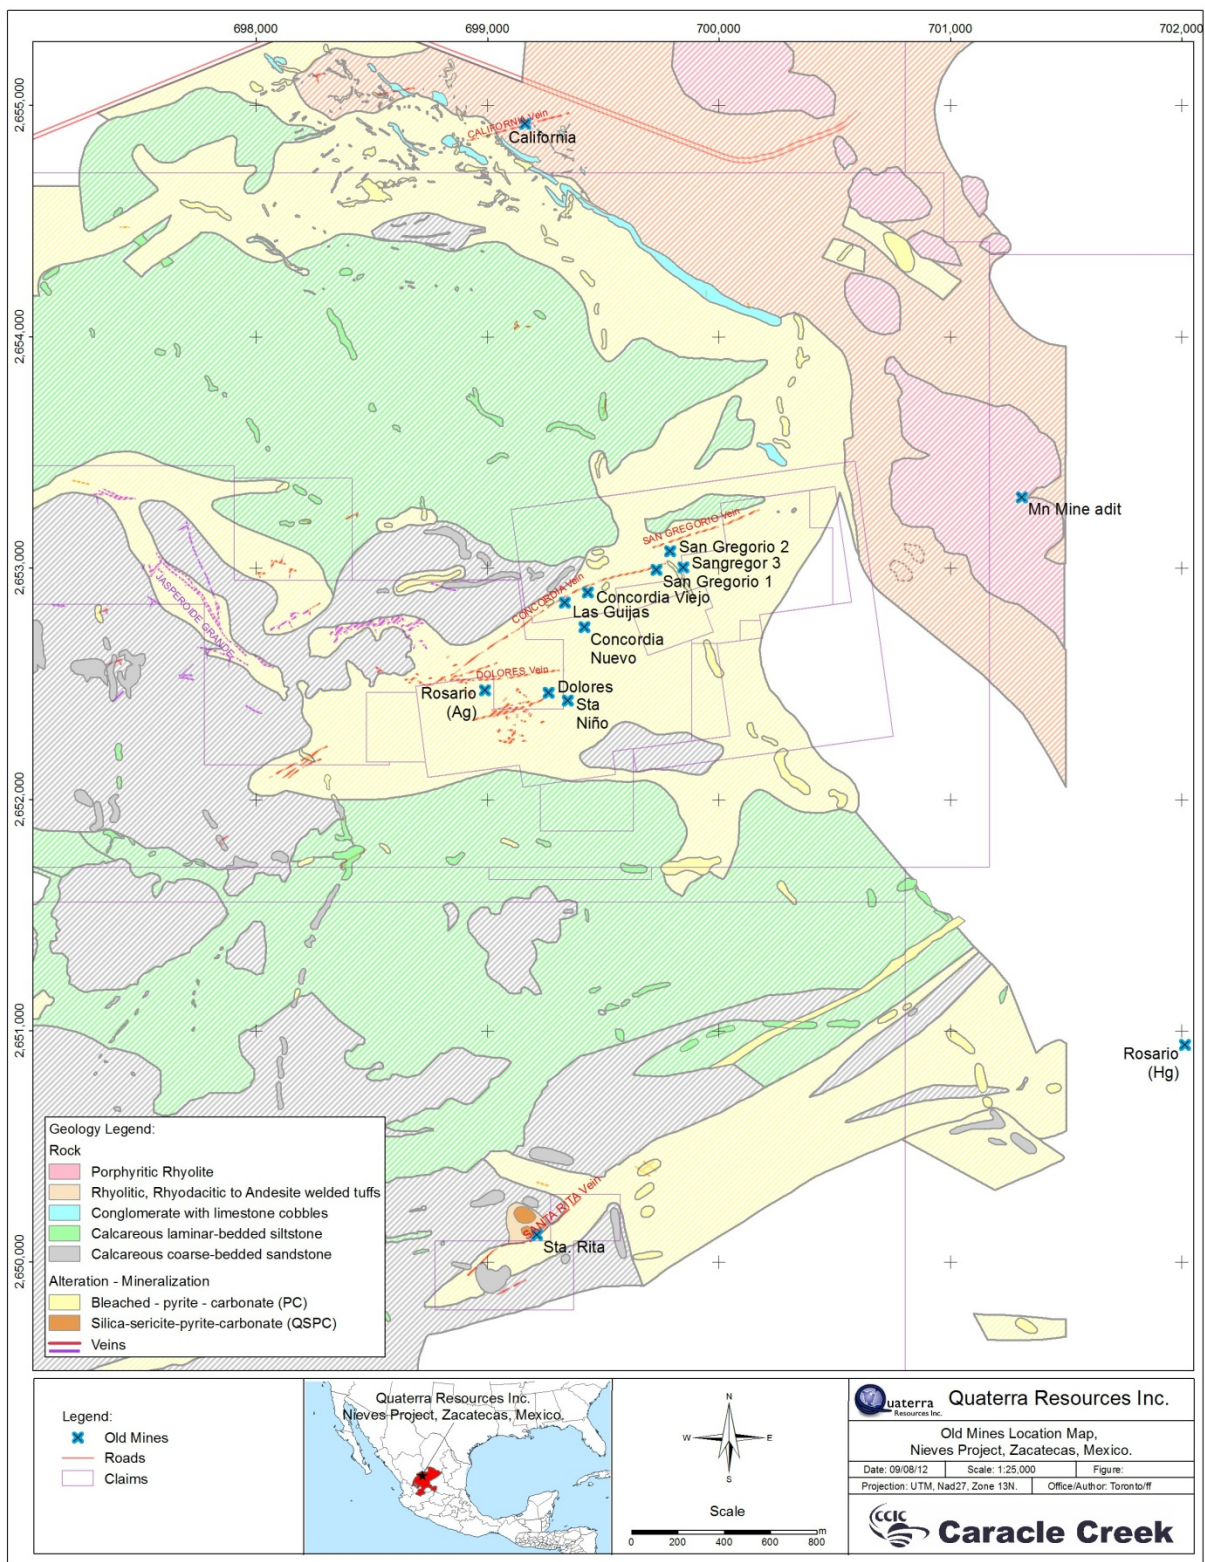 698,000
699,000
700,000
701,000
702,000
2,655,000
2,654,000
2,653,000
2,652,000
2,651,000
2,650,000
CALIFORNIA Vein
California
Mn Mine adit
SAN GREGORIO Vein
San Gregorio 2
Sangregor 3
San Gregorio 1
CONCORDIA Vein
Concordia Viejo
Las Guijas
Concordia
Nuevo
JASPEROIDE GRANDE
DOLORES Vein
Rosario
(Ag)
Dolores
Sta
Niño
Rosario
(Hg)
SANTA RITA Vein
Sta. Rita
Geology Legend:
Rock
Porphyritic Rhyolite
Rhyolitic, Rhyodacitic to Andesite welded tuffs
Conglomerate with limestone cobbles
Calcareous laminar-bedded siltstone
Calcareous coarse-bedded sandstone
Alteration - Mineralization
Bleached - pyrite - carbonate (PC)
Silica-sericite-pyrite-carbonate (QSPC)
Veins
Legend:
Old Mines
Roads
Claims
Quaterra Resources Inc.
Nieves Project, Zacatecas, Mexico.
N
W
E
S
Scale
0 200 400 600 800 m
Quaterra
Resources Inc.
Quaterra Resources Inc.
Old Mines Location Map,
Nieves Project, Zacatecas, Mexico.
Date: 09/08/12 Scale: 1:25,000 Figure:
Projection: UTM, Nad27, Zone 13N. Office/Author: Toronto/ff
CCIC
Caracle Creek